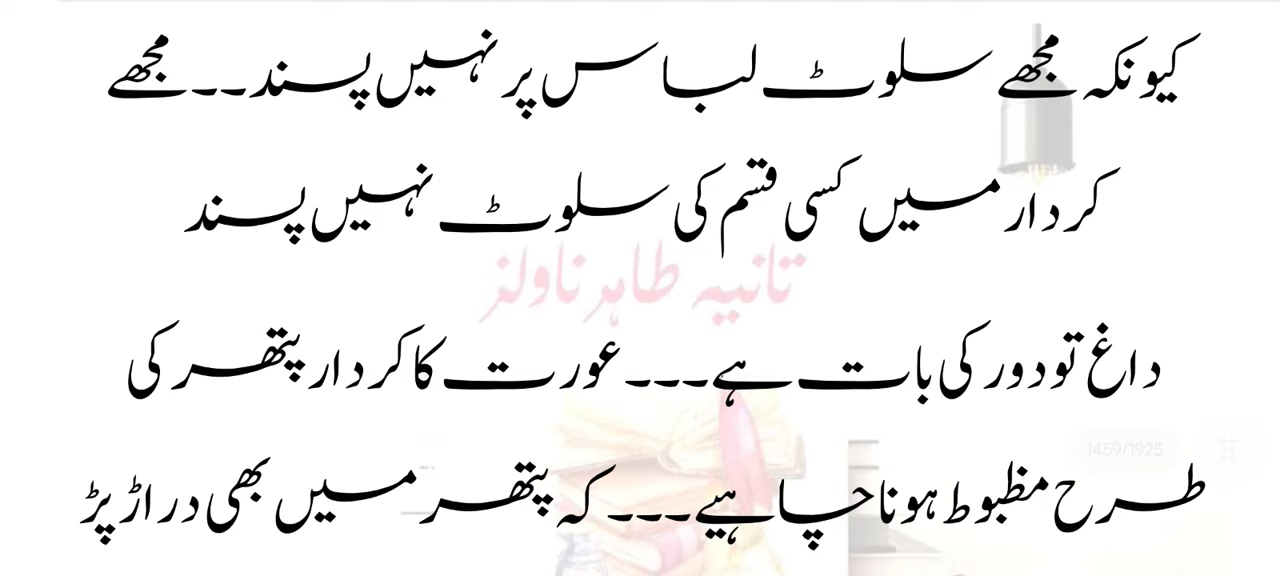 کیونکہ مجھے سلوٹ لباس پر نہیں پسند۔۔مجھے
کردار میں کسی قسم کی سلوٹ نہیں پسند
تانیہ طاہر ناولز
داغ تو دور کی بات ہے۔۔۔ عورت کا کردار پتھر کی
1459/1925
طرح مظبوط ہونا چاہیے۔۔۔ کہ پتھر میں بھی دراڑ پڑ